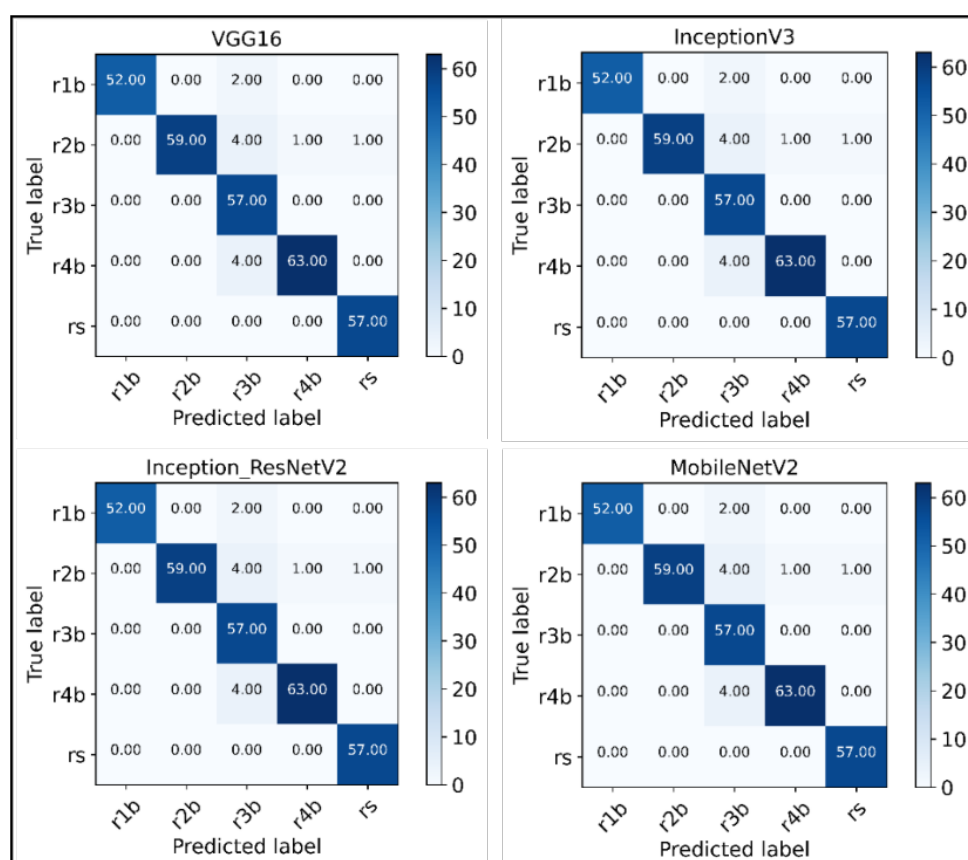 VGG16
r1b 52.00 0.00 2.00 0.00 0.00
r2b 0.00 59.00 4.00 1.00 1.00
r3b 0.00 0.00 57.00 0.00 0.00
r4b 0.00 0.00 4.00 63.00 0.00
rs 0.00 0.00 0.00 0.00 57.00
True label
r1b r2b r3b r4b rs
Predicted label
60
50
40
30
20
10
0
InceptionV3
r1b 52.00 0.00 2.00 0.00 0.00
r2b 0.00 59.00 4.00 1.00 1.00
r3b 0.00 0.00 57.00 0.00 0.00
r4b 0.00 0.00 4.00 63.00 0.00
rs 0.00 0.00 0.00 0.00 57.00
True label
r1b r2b r3b r4b rs
Predicted label
60
50
40
30
20
10
0
Inception_ResNetV2
r1b 52.00 0.00 2.00 0.00 0.00
r2b 0.00 59.00 4.00 1.00 1.00
r3b 0.00 0.00 57.00 0.00 0.00
r4b 0.00 0.00 4.00 63.00 0.00
rs 0.00 0.00 0.00 0.00 57.00
True label
r1b r2b r3b r4b rs
Predicted label
60
50
40
30
20
10
0
MobileNetV2
r1b 52.00 0.00 2.00 0.00 0.00
r2b 0.00 59.00 4.00 1.00 1.00
r3b 0.00 0.00 57.00 0.00 0.00
r4b 0.00 0.00 4.00 63.00 0.00
rs 0.00 0.00 0.00 0.00 57.00
True label
r1b r2b r3b r4b rs
Predicted label
60
50
40
30
20
10
0